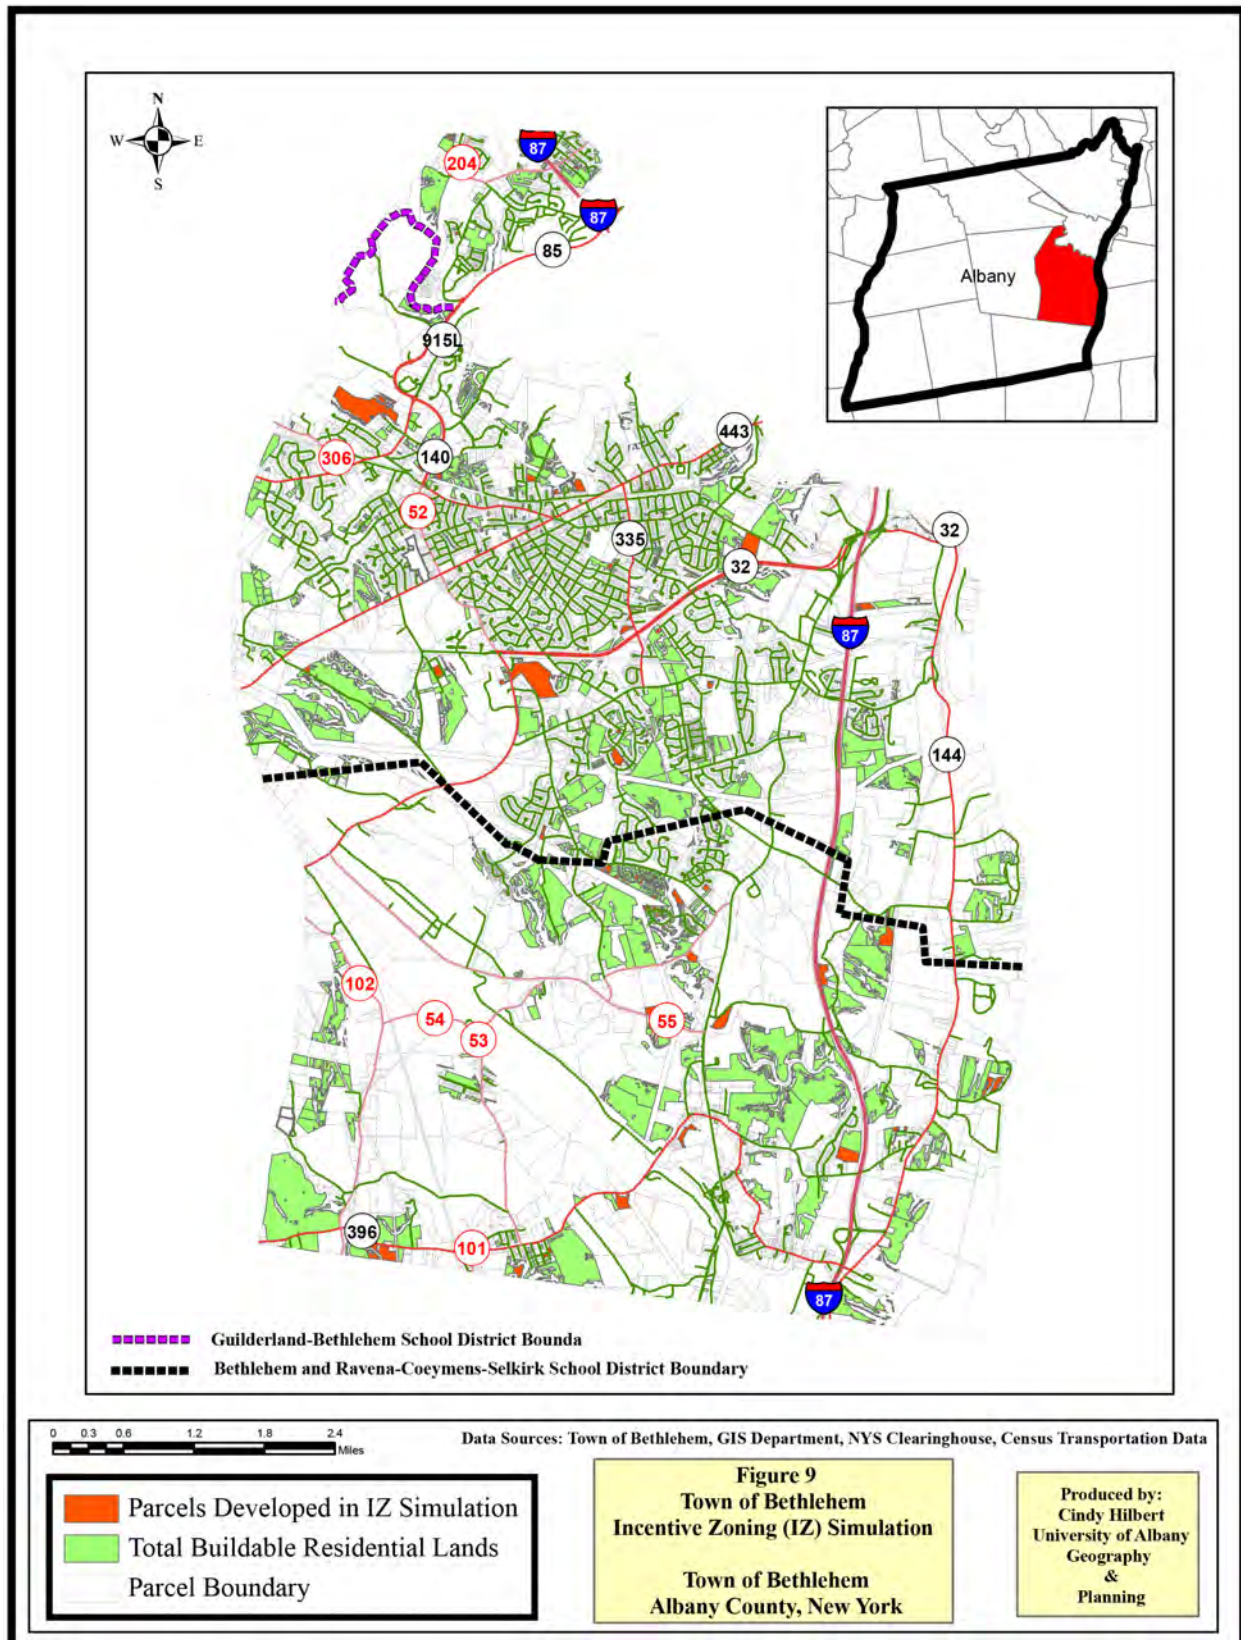 N
W E
S
87
204
87
85
Albany
915L
443
306
140
52
32
335
32
87
144
102
54
53
55
396
101
87
Guilderland-Bethlehem School District Bounda
Bethlehem and Ravena-Coeymens-Selkirk School District Boundary
0 0.3 0.6 1.2 1.8 2.4
Miles
Data Sources: Town of Bethlehem, GIS Department, NYS Clearinghouse, Census Transportation Data
Parcels Developed in IZ Simulation
Total Buildable Residential Lands
Parcel Boundary
Figure 9
Town of Bethlehem
Incentive Zoning (IZ) Simulation
Town of Bethlehem
Albany County, New York
Produced by:
Cindy Hilbert
University of Albany
Geography
&
Planning